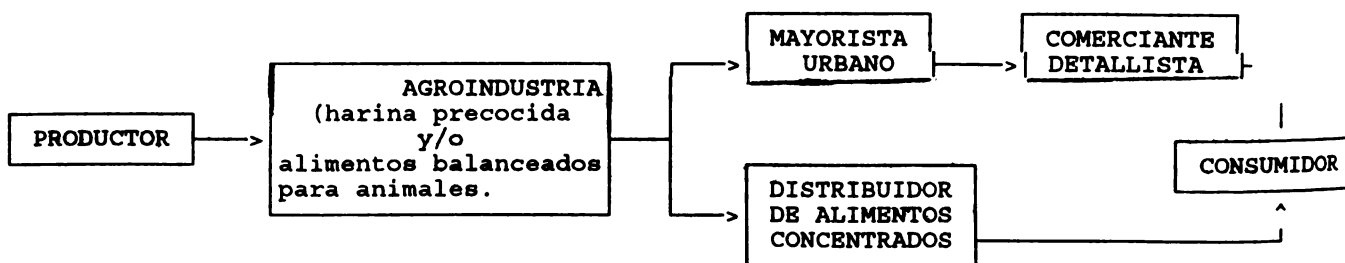 PRODUCTOR
AGROINDUSTRIA
(harina precocida
y/o
alimentos balanceados
para animales.
MAYORISTA
URBANO
COMERCIANTE
DETALLISTA
DISTRIBUIDOR
DE ALIMENTOS
CONCENTRADOS
CONSUMIDOR